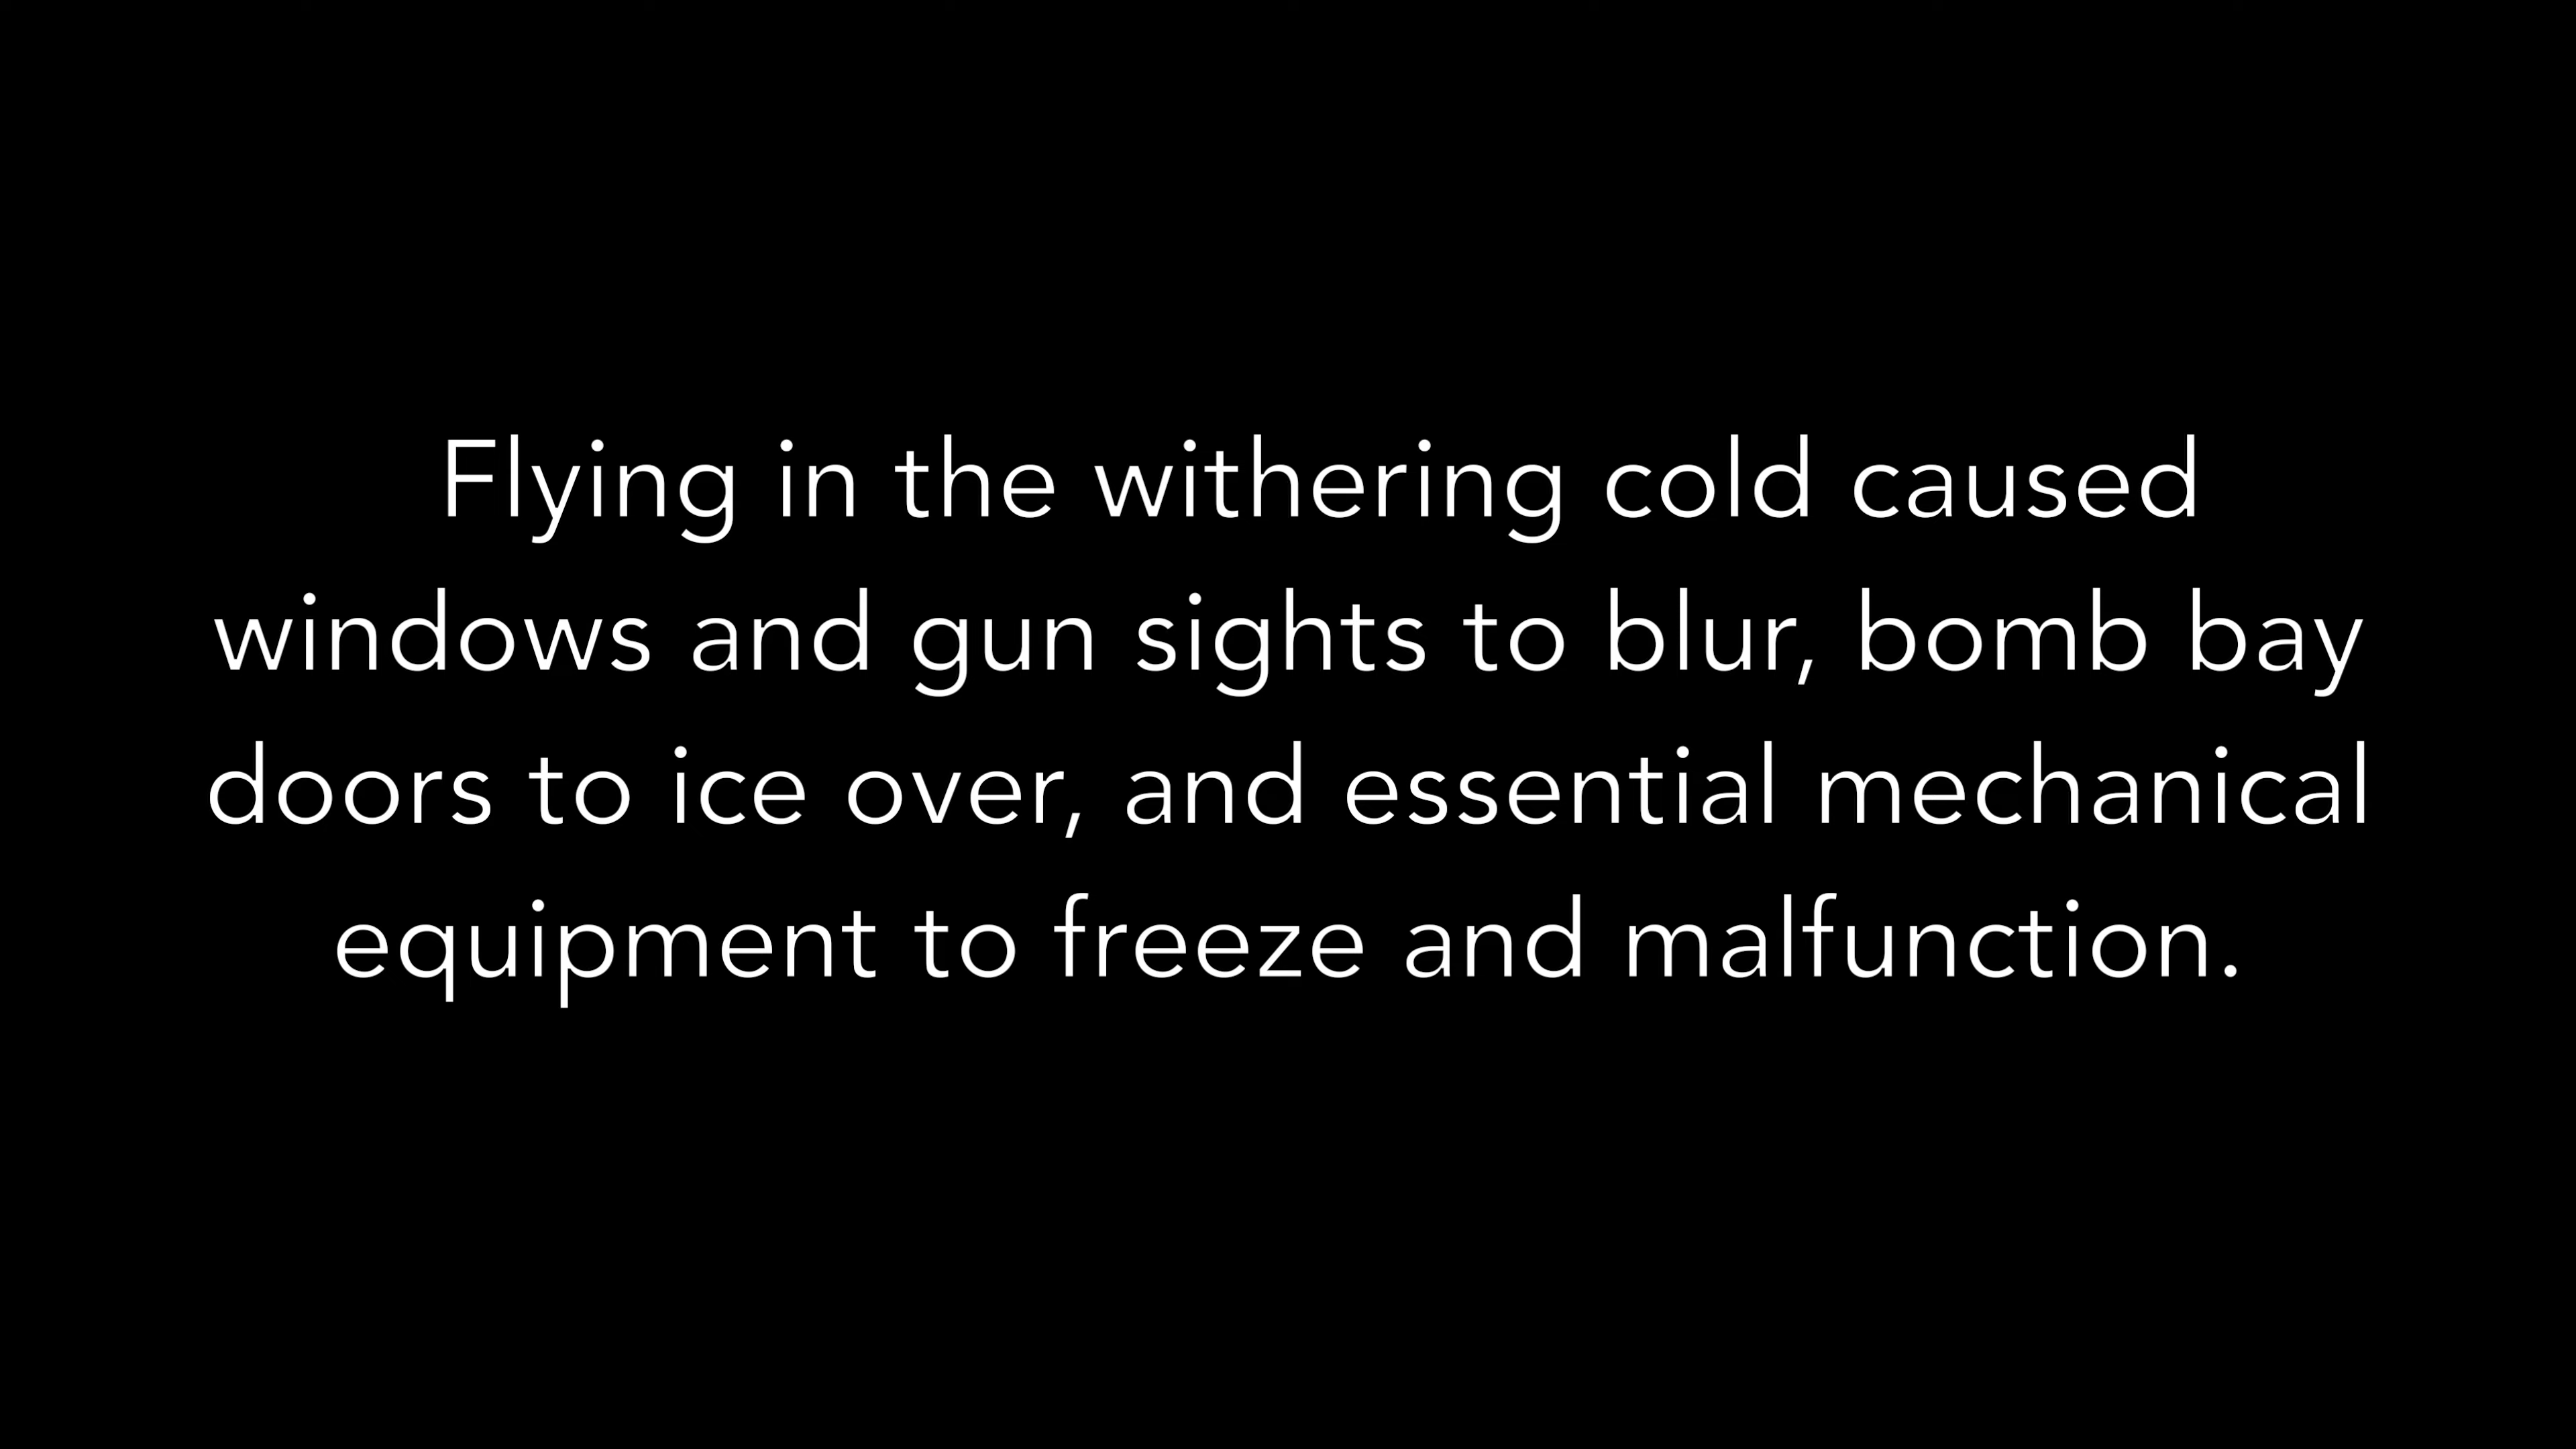 Flying in the withering cold caused
windows and gun sights to blur, bomb bay
doors to ice over, and essential mechanical
equipment to freeze and malfunction.